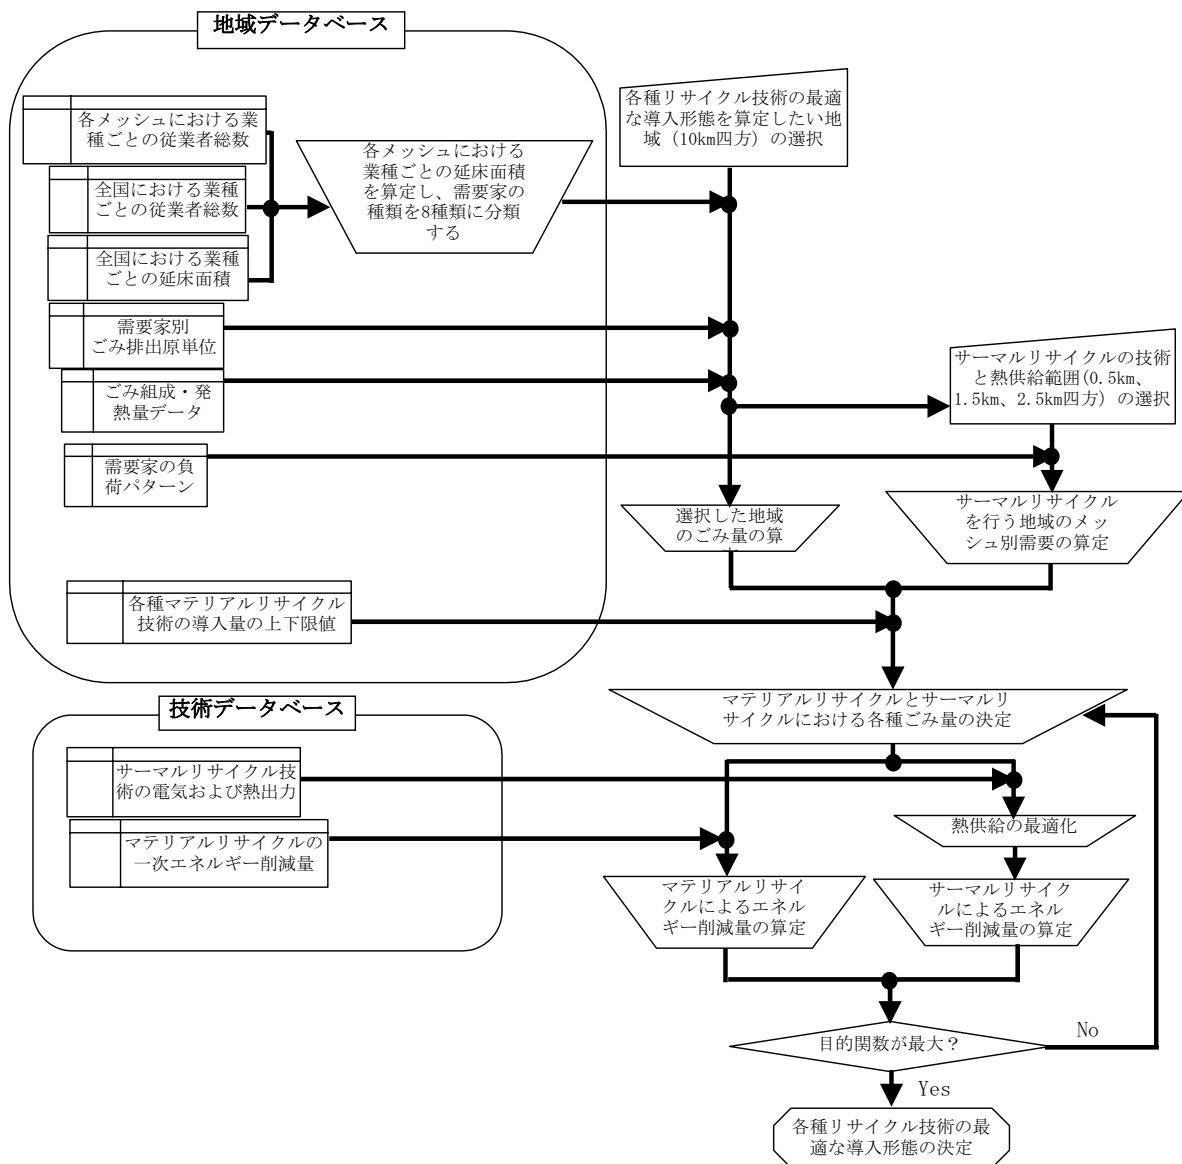 地域データベース
各メッシュにおける業
種ごとの従業者総数
全国における業種
ごとの従業者総数
全国における業種
ごとの延床面積
各メッシュにおける
業種ごとの延床面積
を算定し、需要家の
種類を8種類に分類
する
各種リサイクル技術の最適
な導入形態を算定したい地
域（10km四方）の選択
需要家別
ごみ排出原単位
ごみ組成・発
熱量データ
サーマルリサイクルの技術
と熱供給範囲(0.5km、
1.5km、2.5km四方）の選択
需要家の負
荷パターン
選択した地域
のごみ量の算
サーマルリサイクル
を行う地域のメッ
シュ別需要の算定
各種マテリアルリサイクル
技術の導入量の上下限値
技術データベース
マテリアルリサイクルとサーマルリ
サイクルにおける各種ごみ量の決定
サーマルリサイクル技
術の電気および熱出力
マテリアルリサイクルの
一次エネルギー削減量
熱供給の最適化
マテリアルリサイ
クルによるエネル
ギー削減量の算定
サーマルリサイク
ルによるエネル
ギー削減量の算定
目的関数が最大？
No
Yes
各種リサイクル技術の最
適な導入形態の決定